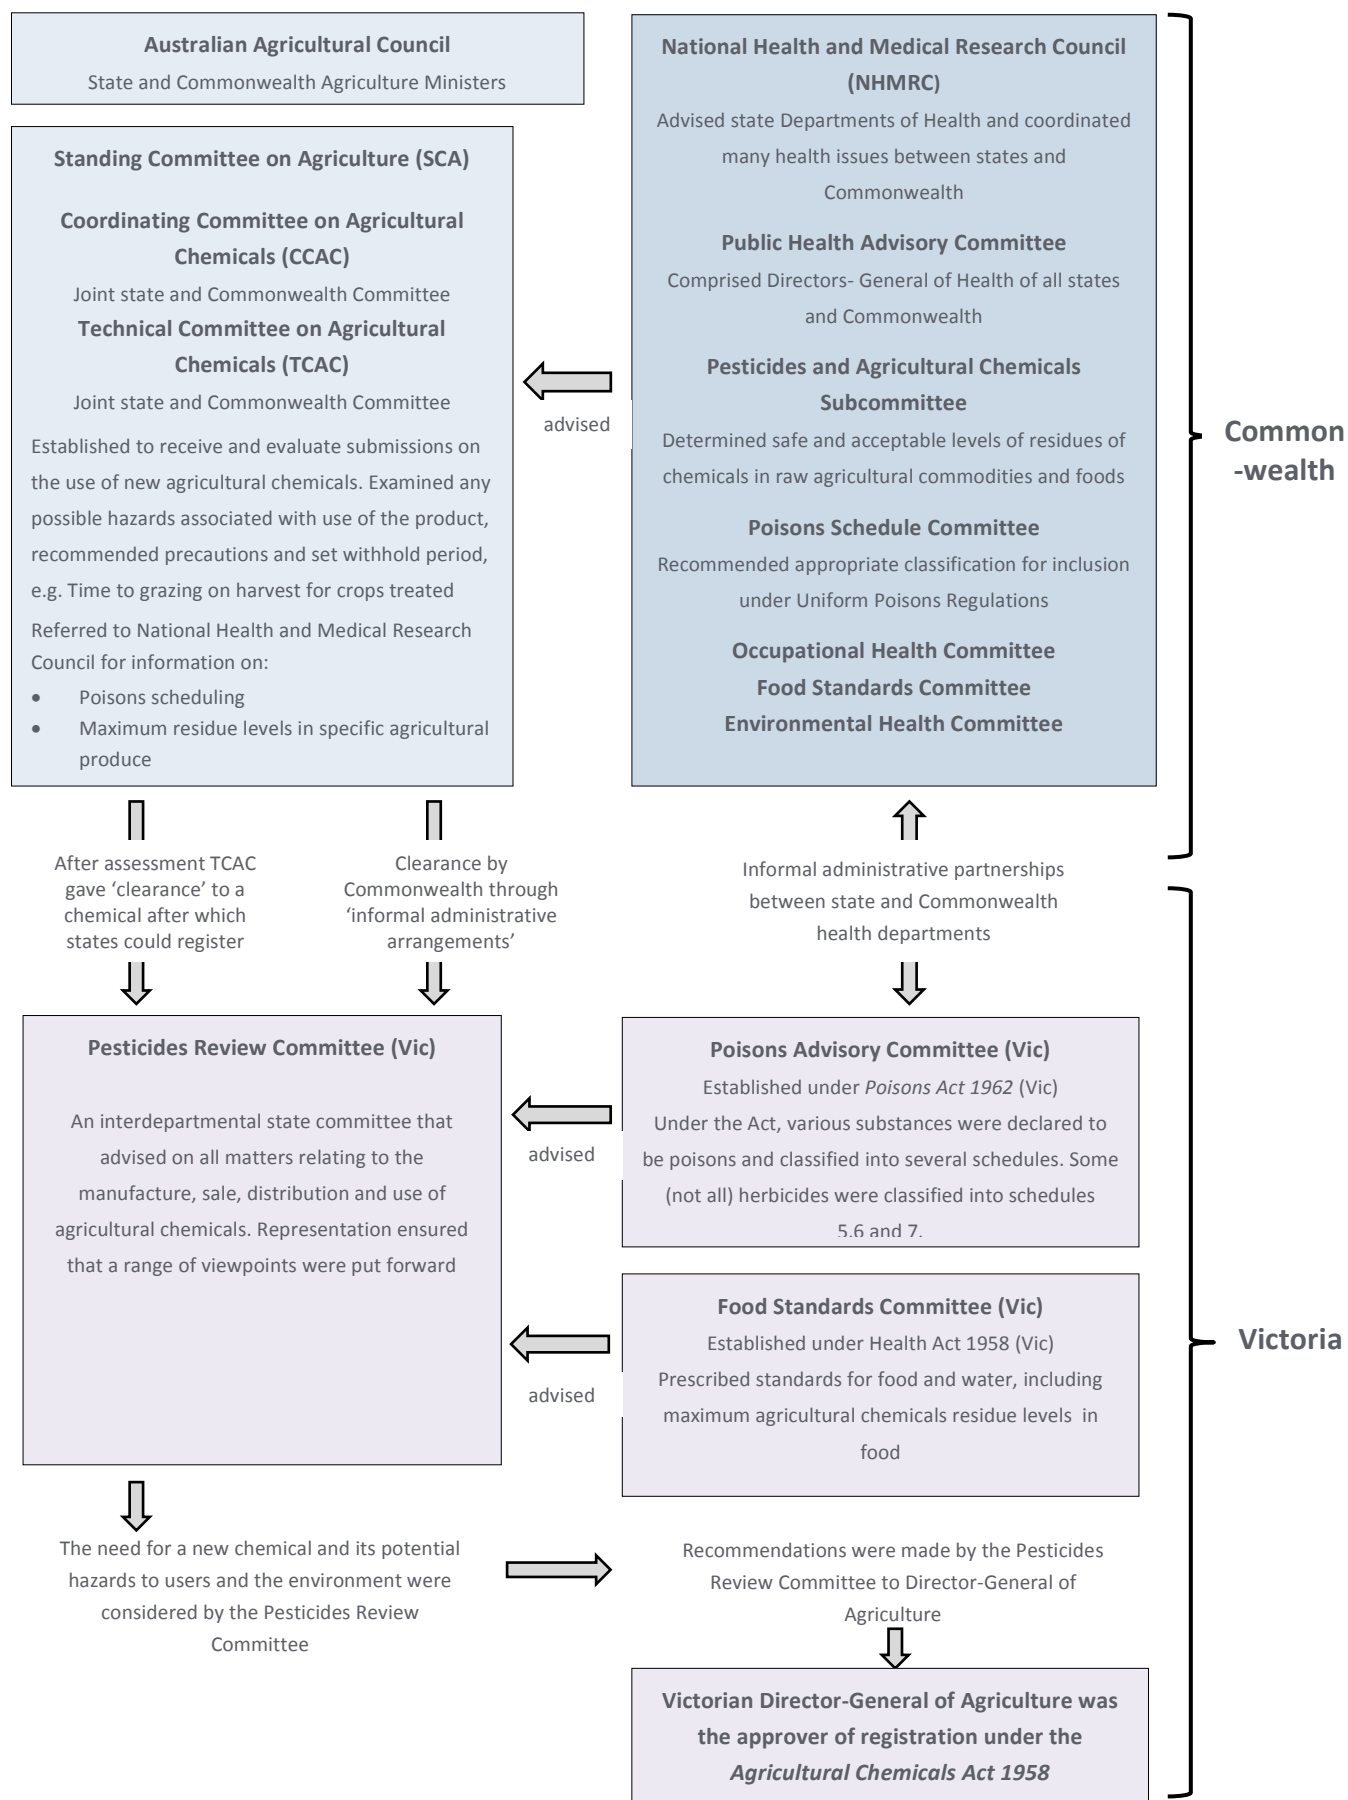 Australian Agricultural Council
State and Commonwealth Agriculture Ministers
Standing Committee on Agriculture (SCA)
Coordinating Committee on Agricultural
Chemicals (CCAC)
Joint state and Commonwealth Committee
Technical Committee on Agricultural
Chemicals (TCAC)
Joint state and Commonwealth Committee
Established to receive and evaluate submissions on
the use of new agricultural chemicals. Examined any
possible hazards associated with use of the product,
recommended precautions and set withhold period,
e.g. Time to grazing on harvest for crops treated
Referred to National Health and Medical Research
Council for information on:
• Poisons scheduling
• Maximum residue levels in specific agricultural
produce
advised
National Health and Medical Research Council
(NHMRC)
Advised state Departments of Health and coordinated
many health issues between states and
Commonwealth
Public Health Advisory Committee
Comprised Directors- General of Health of all states
and Commonwealth
Pesticides and Agricultural Chemicals
Subcommittee
Determined safe and acceptable levels of residues of
chemicals in raw agricultural commodities and foods
Poisons Schedule Committee
Recommended appropriate classification for inclusion
under Uniform Poisons Regulations
Occupational Health Committee
Food Standards Committee
Environmental Health Committee
Common
-wealth
After assessment TCAC
gave ‘clearance’ to a
chemical after which
states could register
Clearance by
Commonwealth through
‘informal administrative
arrangements’
Informal administrative partnerships
between state and Commonwealth
health departments
Pesticides Review Committee (Vic)
An interdepartmental state committee that
advised on all matters relating to the
manufacture, sale, distribution and use of
agricultural chemicals. Representation ensured
that a range of viewpoints were put forward
advised
Poisons Advisory Committee (Vic)
Established under Poisons Act 1962 (Vic)
Under the Act, various substances were declared to
be poisons and classified into several schedules. Some
(not all) herbicides were classified into schedules
5.6 and 7.
advised
Food Standards Committee (Vic)
Established under Health Act 1958 (Vic)
Prescribed standards for food and water, including
maximum agricultural chemicals residue levels in
food
Victoria
The need for a new chemical and its potential
hazards to users and the environment were
considered by the Pesticides Review
Committee
Recommendations were made by the Pesticides
Review Committee to Director-General of
Agriculture
Victorian Director-General of Agriculture was
the approver of registration under the
Agricultural Chemicals Act 1958